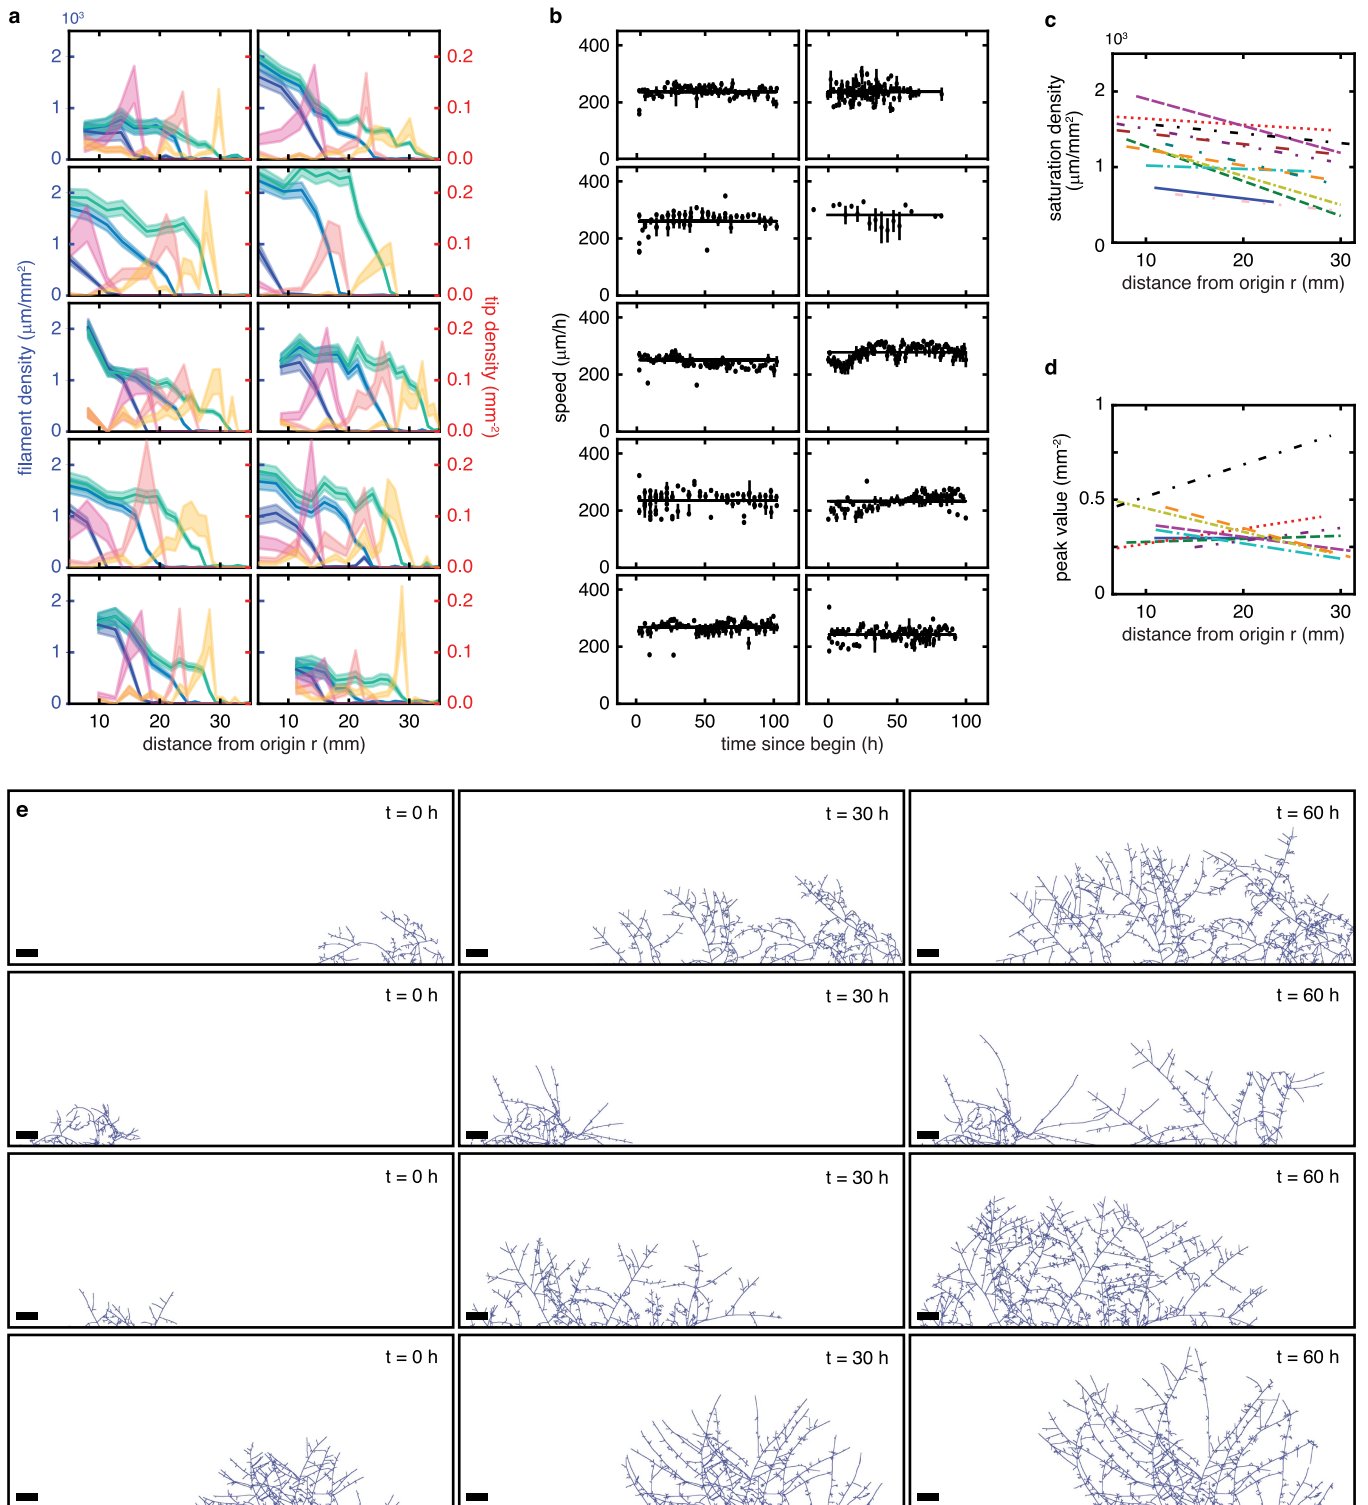 a
10³
2
1
0
0.2
0.1
0.0
2
1
0
0.2
0.1
0.0
2
1
0
0.2
0.1
0.0
2
1
0
0.2
0.1
0.0
2
1
0
0.2
0.1
0.0
10 20 30 10 20 30
filament density (μm/mm²)
tip density (mm⁻²)
distance from origin r (mm)
b
400
200
0
400
200
0
400
200
0
400
200
0
400
200
0
0 50 100 0 50 100
speed (μm/h)
time since begin (h)
c
10³
2
1
0
10 20 30
saturation density
(μm/mm²)
distance from origin r (mm)
d
1
0.5
0
10 20 30
peak value (mm⁻²)
distance from origin r (mm)
e
t = 0 h
t = 30 h
t = 60 h
t = 0 h
t = 30 h
t = 60 h
t = 0 h
t = 30 h
t = 60 h
t = 0 h
t = 30 h
t = 60 h